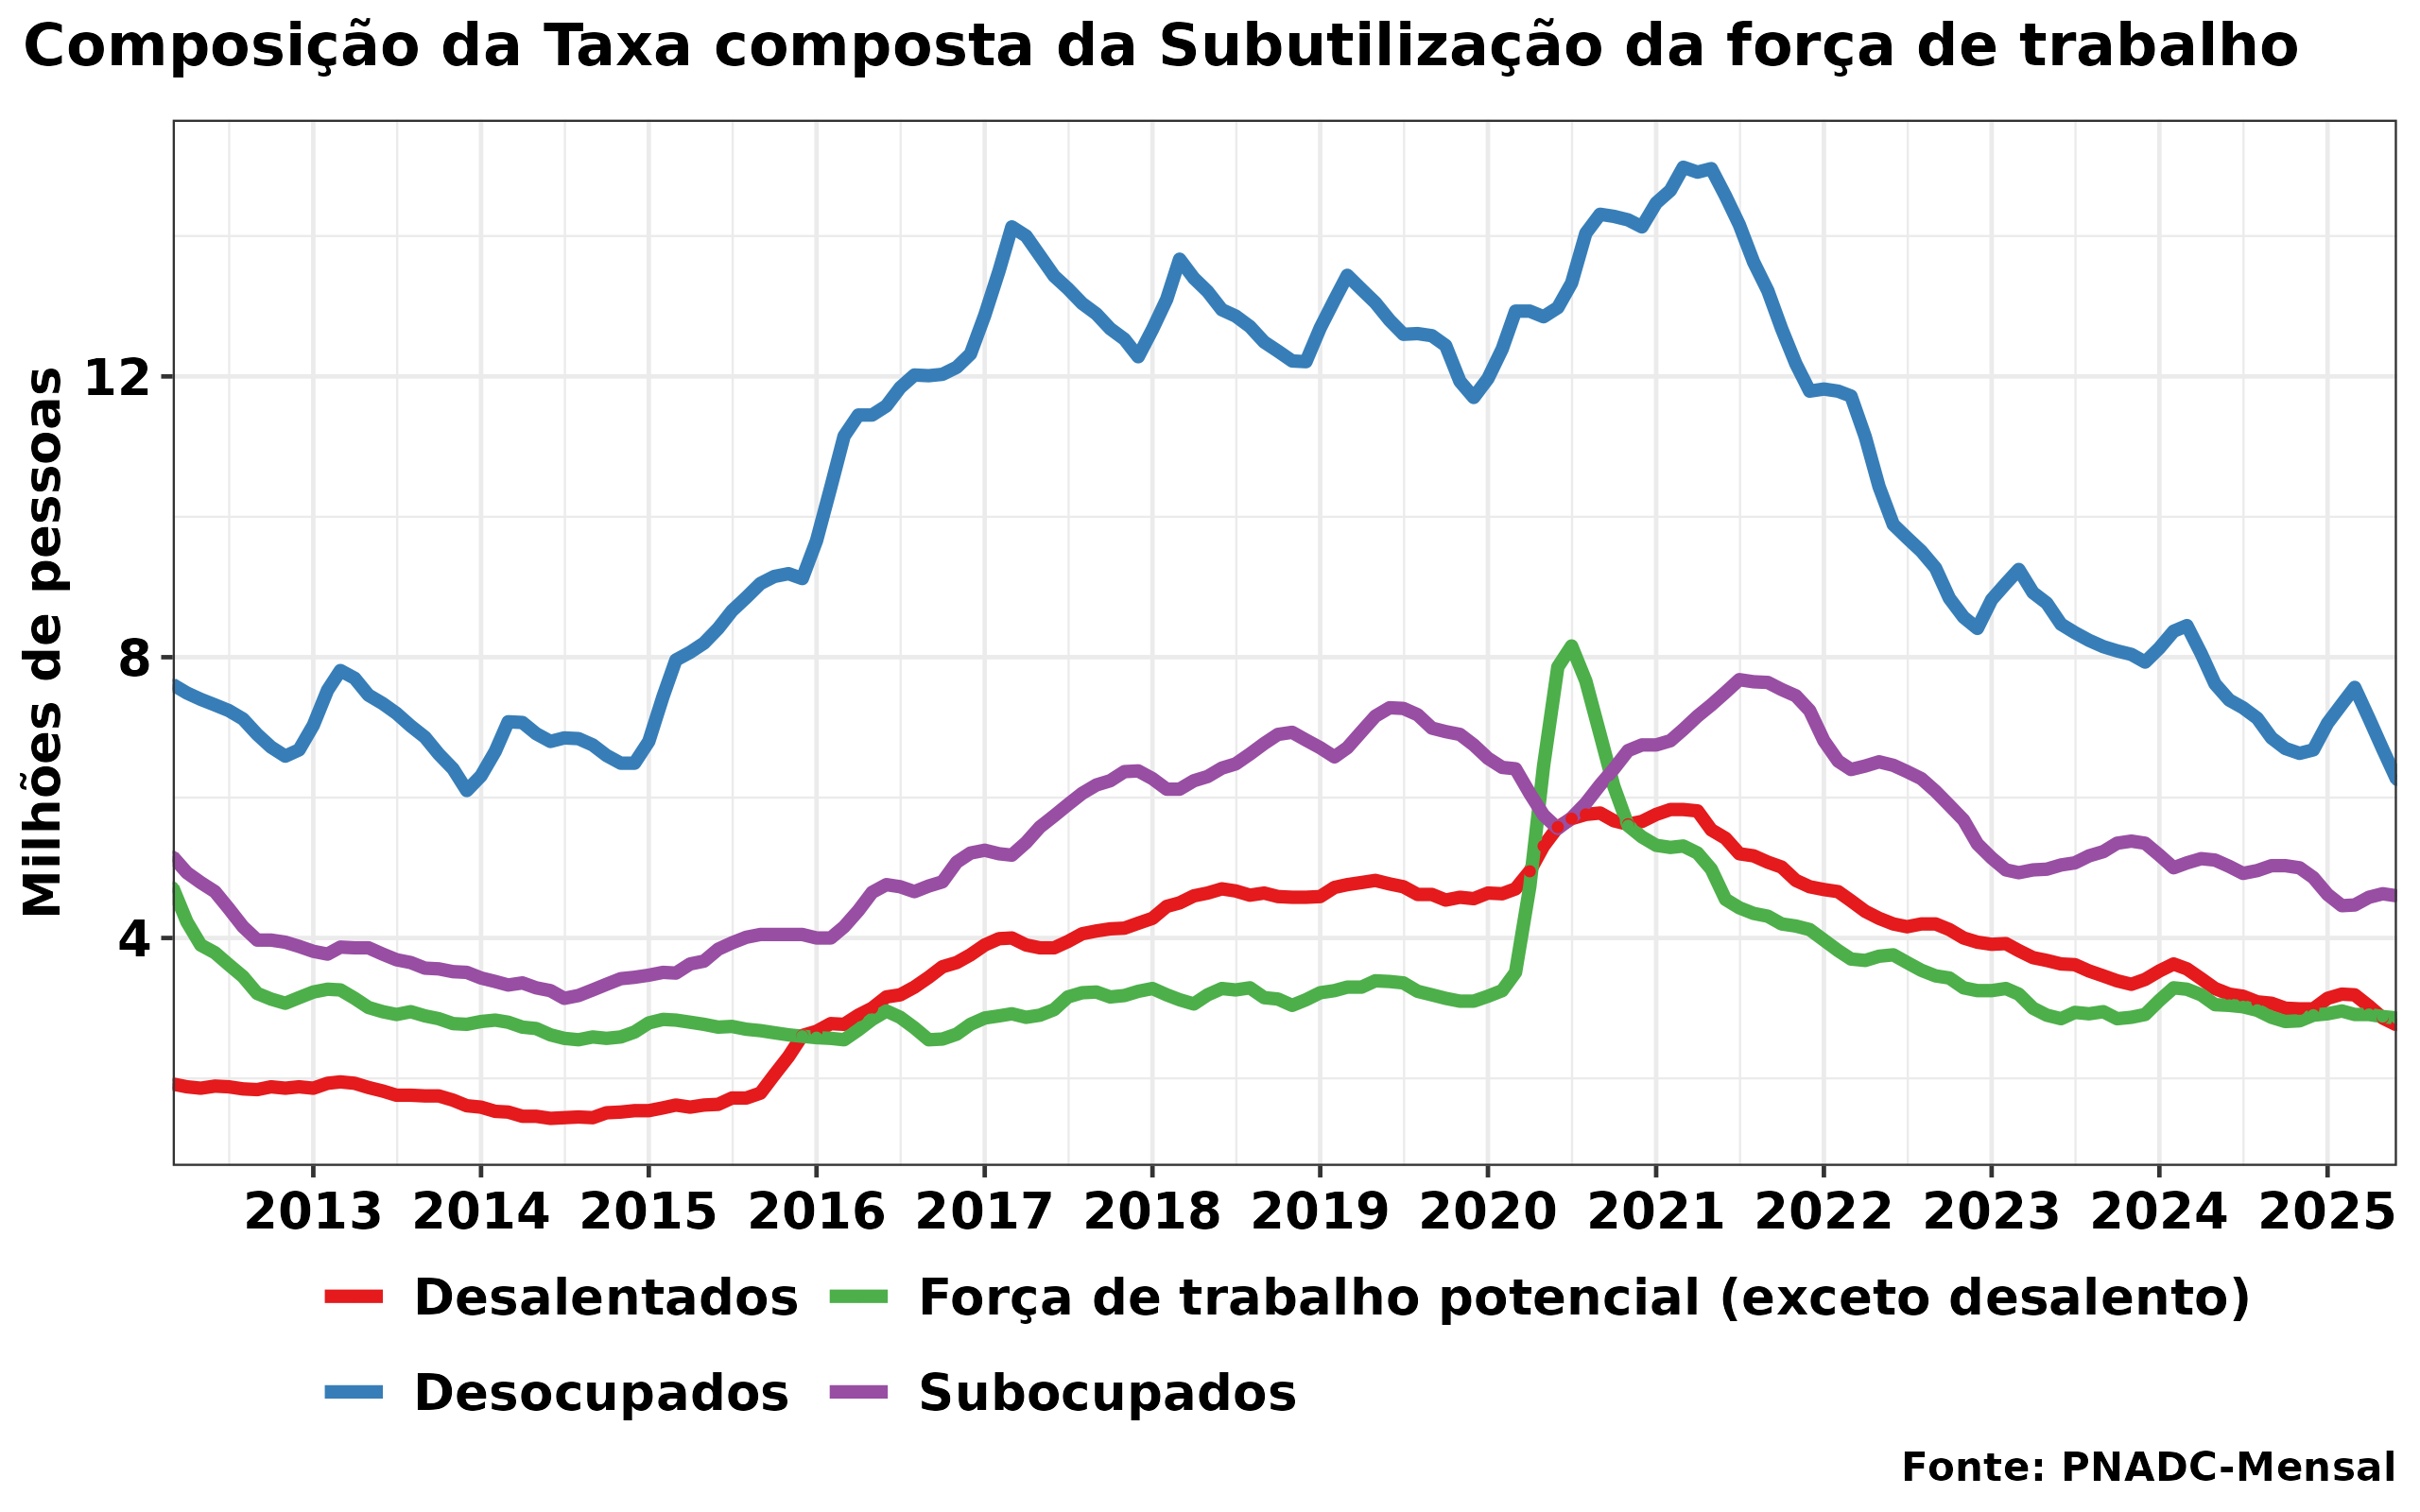 Composição da Taxa composta da Subutilização da força de trabalho
Milhões de pessoas
12
8
4
2013 2014 2015 2016 2017 2018 2019 2020 2021 2022 2023 2024 2025
Desalentados Força de trabalho potencial (exceto desalento)
Desocupados Subocupados
Fonte: PNADC-Mensal